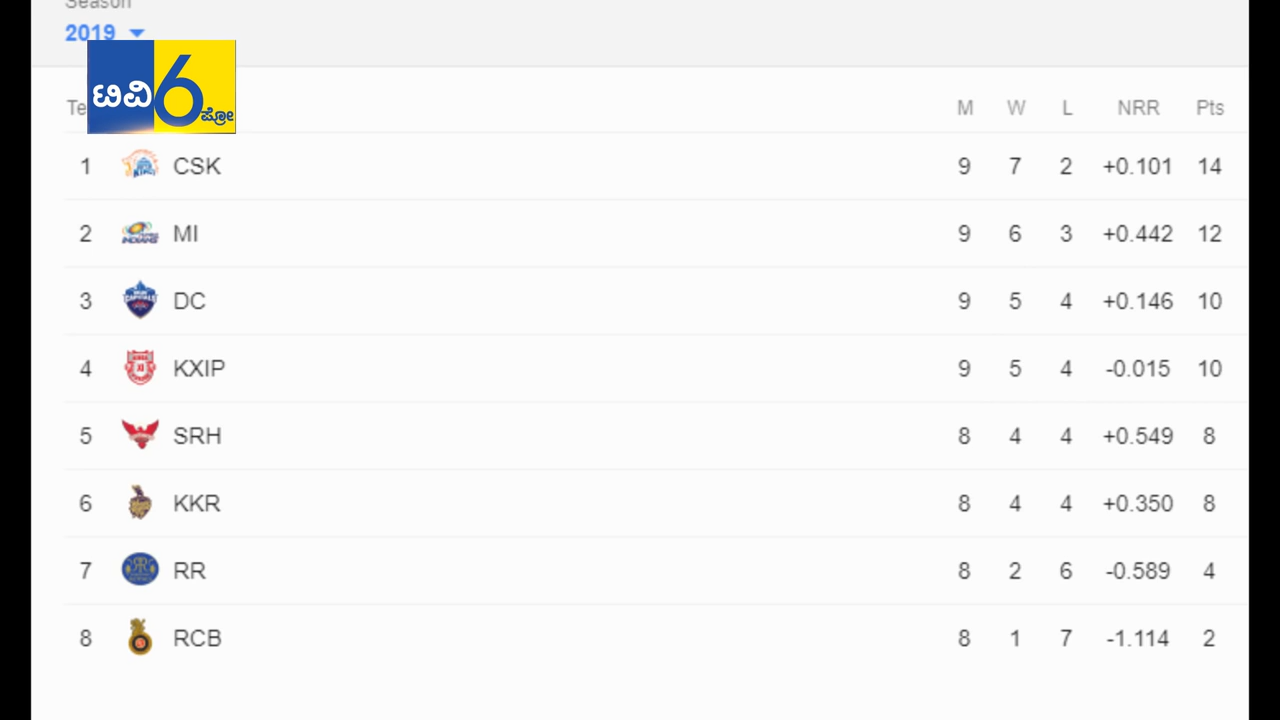 Season
2019
ಟಿವಿ 6 ಪ್ರೋ
Te M W L NRR Pts
1 CSK 9 7 2 +0.101 14
2 MI 9 6 3 +0.442 12
3 DC 9 5 4 +0.146 10
4 KXIP 9 5 4 -0.015 10
5 SRH 8 4 4 +0.549 8
6 KKR 8 4 4 +0.350 8
7 RR 8 2 6 -0.589 4
8 RCB 8 1 7 -1.114 2